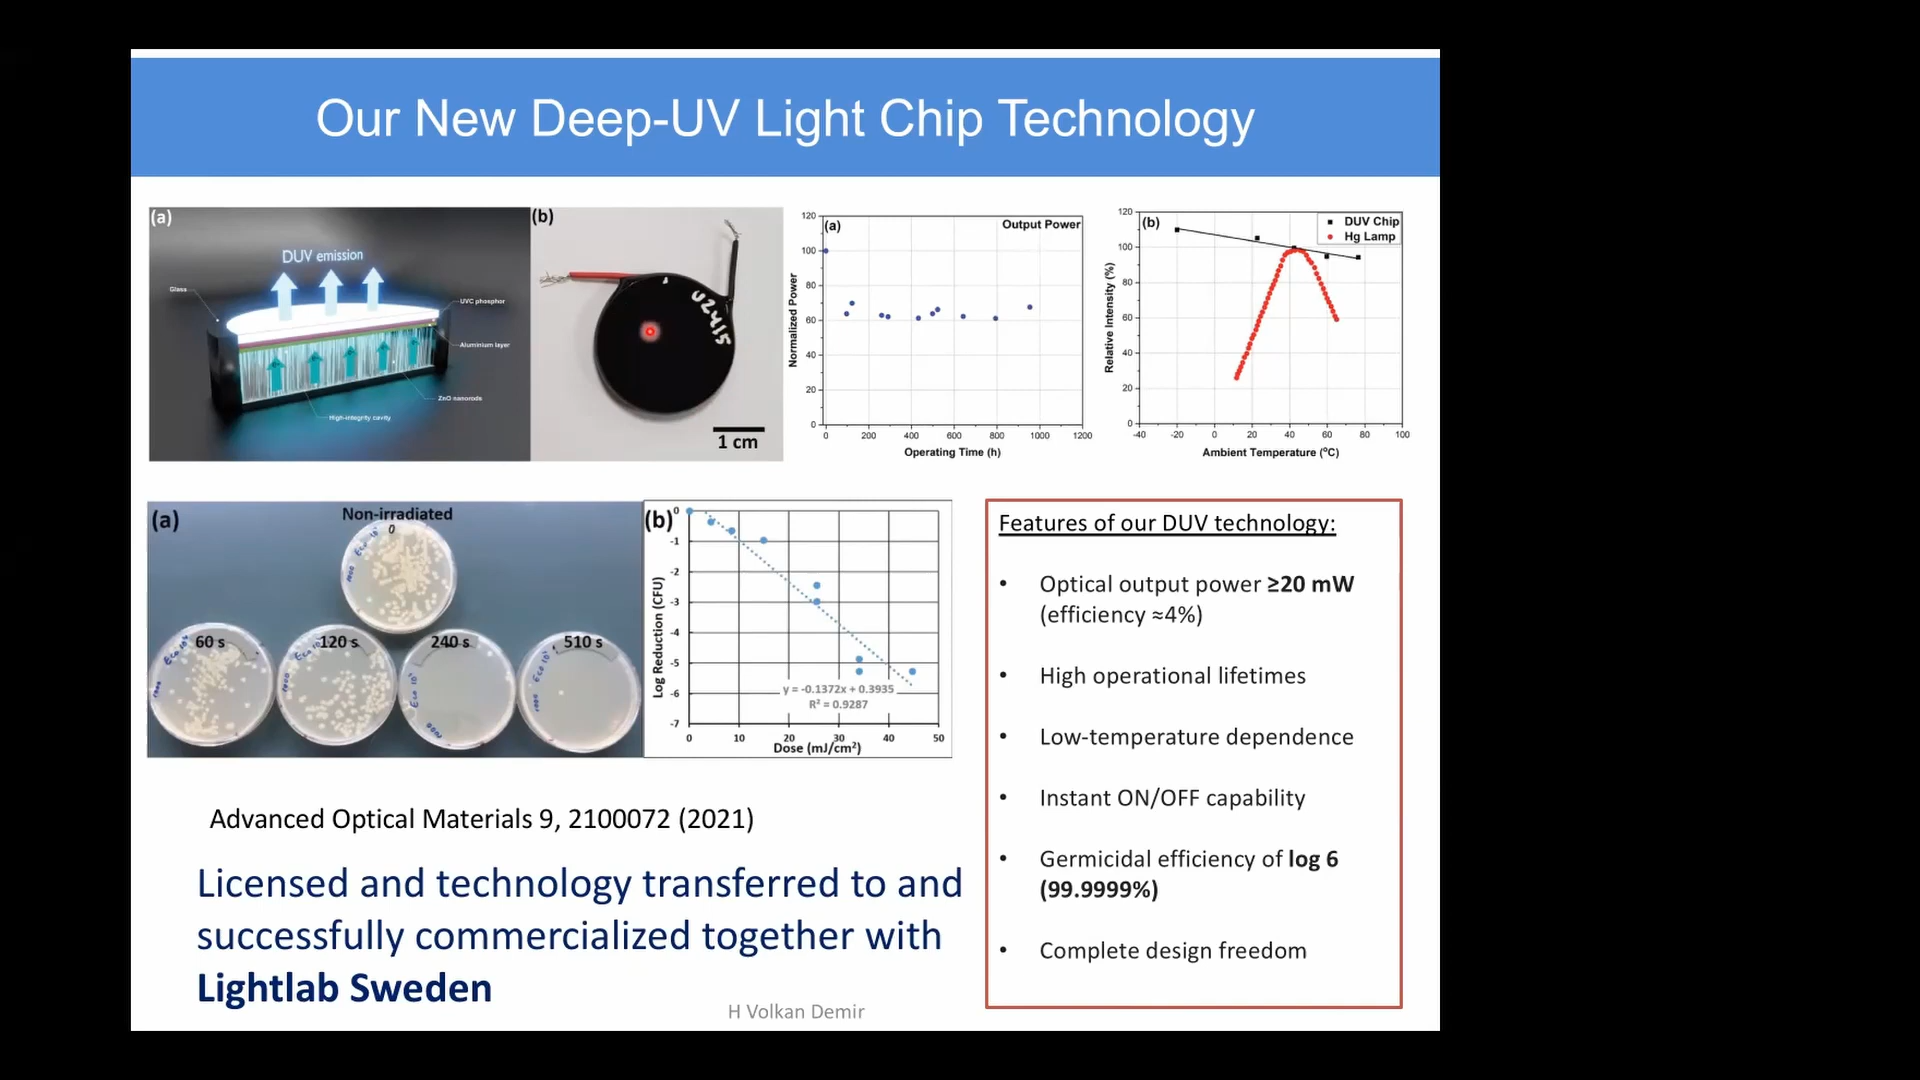 Our New Deep-UV Light Chip Technology
(a)
DUV emission
Glass
UVC phosphor
Aluminium layer
ZnO nanorods
High-integrity cavity
(b)
U2415
1 cm
(a)
Output Power
120
100
80
60
40
20
0
0 200 400 600 800 1000 1200
Normalized Power
Operating Time (h)
(b)
DUV Chip
Hg Lamp
120
100
80
60
40
20
0
-40 -20 0 20 40 60 80 100
Relative Intensity (%)
Ambient Temperature (°C)
(a)
Non-irradiated
0
60 s
120 s
240 s
510 s
(b)
0
-1
-2
-3
-4
-5
-6
-7
0 10 20 30 40 50
Log Reduction (CFU)
y = -0.1372x + 0.3935
R² = 0.9287
Dose (mJ/cm²)
Features of our DUV technology:
• Optical output power ≥20 mW
(efficiency ≈4%)
• High operational lifetimes
• Low-temperature dependence
• Instant ON/OFF capability
• Germicidal efficiency of log 6
(99.9999%)
• Complete design freedom
Advanced Optical Materials 9, 2100072 (2021)
Licensed and technology transferred to and
successfully commercialized together with
Lightlab Sweden
H Volkan Demir